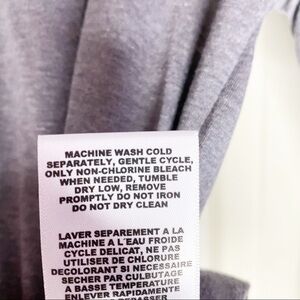 MACHINE WASH COLD
SEPARATELY, GENTLE CYCLE,
ONLY NON-CHLORINE BLEACH
WHEN NEEDED, TUMBLE
DRY LOW, REMOVE
PROMPTLY DO NOT IRON
DO NOT DRY CLEAN
LAVER SEPAREMENT A LA
MACHINE A L'EAU FROIDE
CYCLE DELICAT, NE PAS
UTILISER DE CHLORURE
DECOLORANT SI NECESSAIRE
SECHER PAR CULBUTAGE
A BASSE TEMPERATURE
ENLEVER RAPIDEMENT
REPASSER